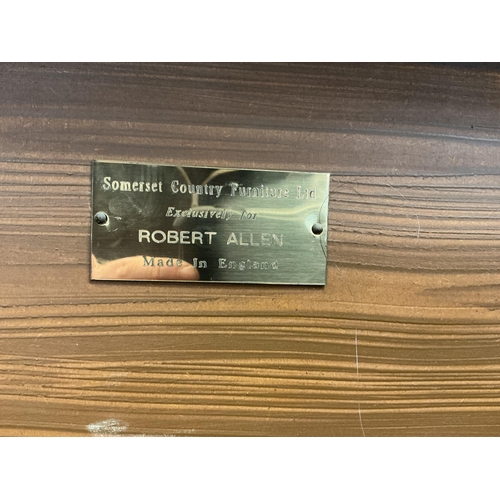 Somerset Country Furniture Ltd
Exclusively for
ROBERT ALLEN
Made In England